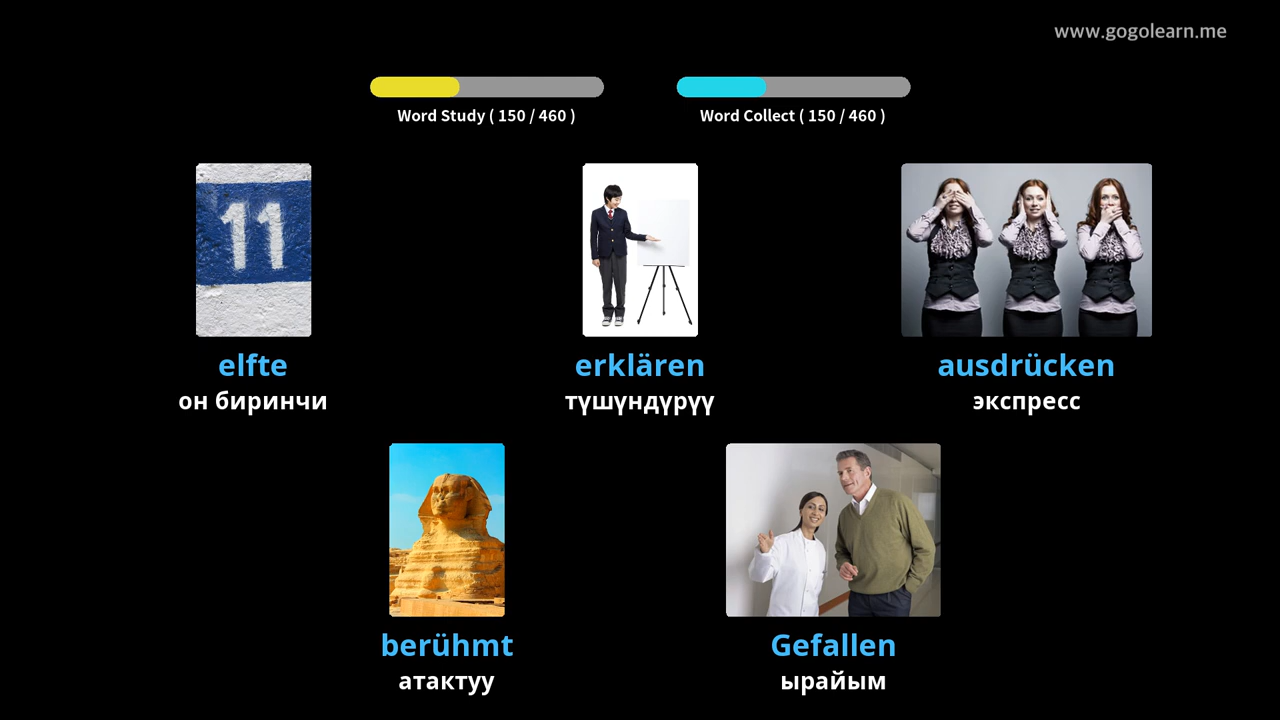 www.gogolearn.me
Word Study ( 150 / 460 )
Word Collect ( 150 / 460 )
11
elfte
он биринчи
erklären
түшүндүрүү
ausdrücken
экспресс
berühmt
атактуу
Gefallen
ырайым